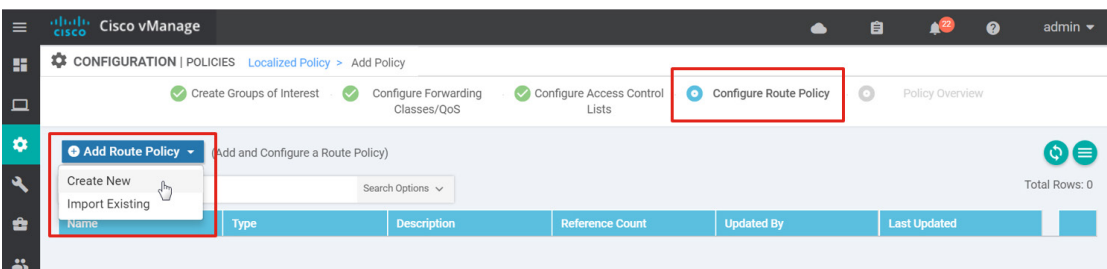 cisco Cisco vManage 22 admin
CONFIGURATION | POLICIES Localized Policy > Add Policy
Create Groups of Interest Configure Forwarding Classes/QoS Configure Access Control Lists Configure Route Policy Policy Overview
Add Route Policy (Add and Configure a Route Policy)
Create New
Search Options Total Rows: 0
Import Existing
Name Type Description Reference Count Updated By Last Updated